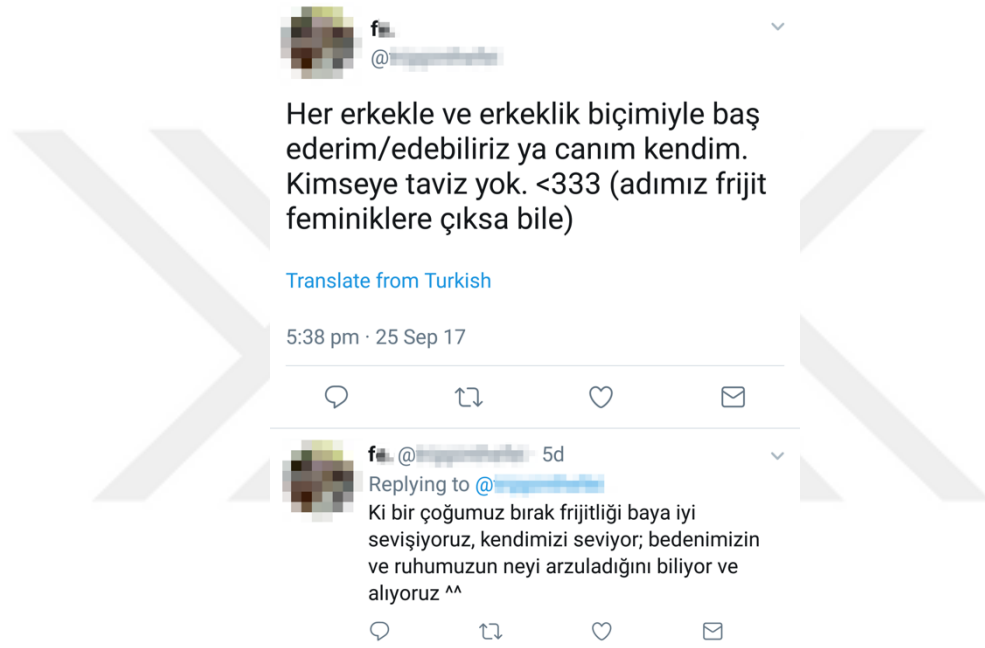 fe.
@
Her erkekle ve erkeklik biçimiyle baş
ederim/edebiliriz ya canım kendim.
Kimseye taviz yok. <333 (adımız frijit
feminiklere çıksa bile)
Translate from Turkish
5:38 pm · 25 Sep 17
fe. @ 5d
Replying to @
Ki bir çoğumuz bırak frijitliği baya iyi
sevişiyoruz, kendimizi seviyor; bedenimizin
ve ruhumuzun neyi arzuladığını biliyor ve
alıyoruz ^^